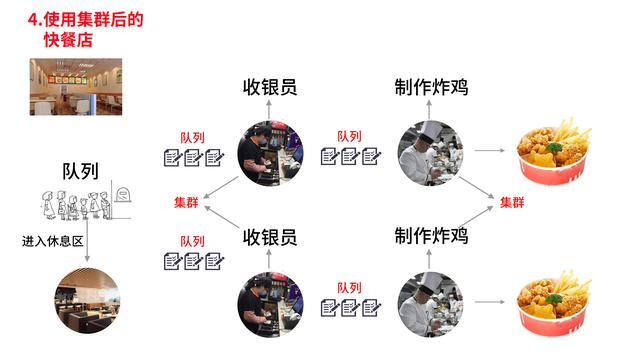 4.使用集群后的
快餐店
收银员
制作炸鸡
队列
队列
队列
集群
集群
进入休息区
队列
收银员
制作炸鸡
队列